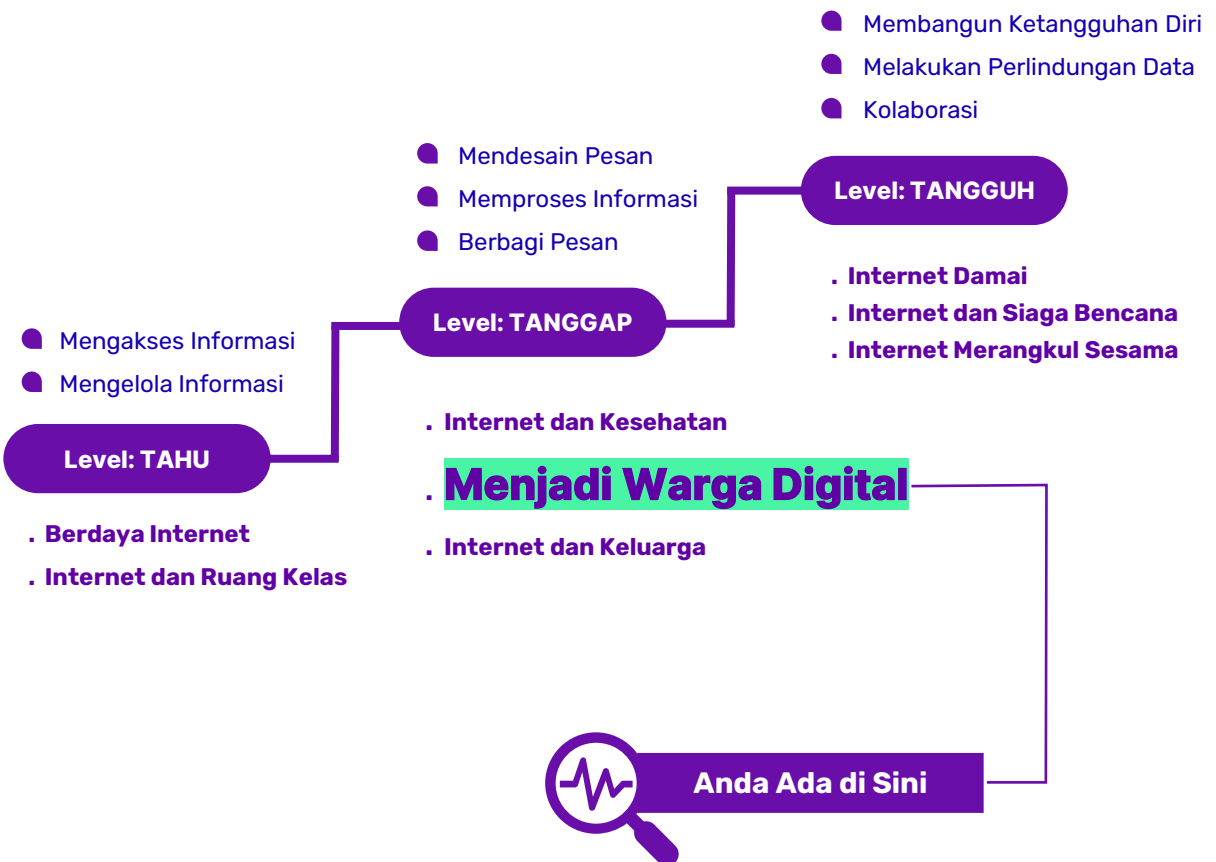 Membangun Ketangguhan Diri
Melakukan Perlindungan Data
Kolaborasi
Level: TANGGUH
. Internet Damai
. Internet dan Siaga Bencana
. Internet Merangkul Sesama
Mendesain Pesan
Memproses Informasi
Berbagi Pesan
Level: TANGGAP
. Internet dan Kesehatan
. Menjadi Warga Digital
. Internet dan Keluarga
Mengakses Informasi
Mengelola Informasi
Level: TAHU
. Berdaya Internet
. Internet dan Ruang Kelas
Anda Ada di Sini